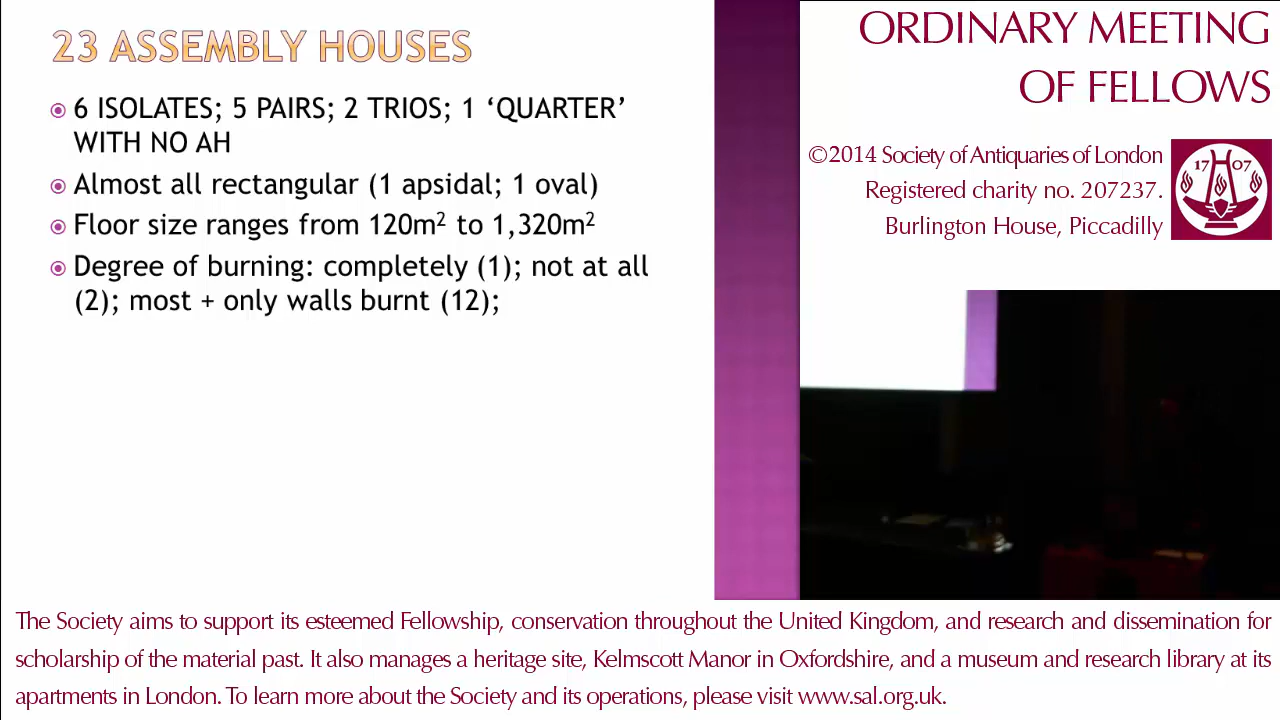 23 ASSEMBLY HOUSES
6 ISOLATES; 5 PAIRS; 2 TRIOS; 1 ‘QUARTER’
WITH NO AH
Almost all rectangular (1 apsidal; 1 oval)
Floor size ranges from 120m² to 1,320m²
Degree of burning: completely (1); not at all
(2); most + only walls burnt (12);
ORDINARY MEETING
OF FELLOWS
©2014 Society of Antiquaries of London
Registered charity no. 207237.
Burlington House, Piccadilly
17 07
The Society aims to support its esteemed Fellowship, conservation throughout the United Kingdom, and research and dissemination for
scholarship of the material past. It also manages a heritage site, Kelmscott Manor in Oxfordshire, and a museum and research library at its
apartments in London. To learn more about the Society and its operations, please visit www.sal.org.uk.